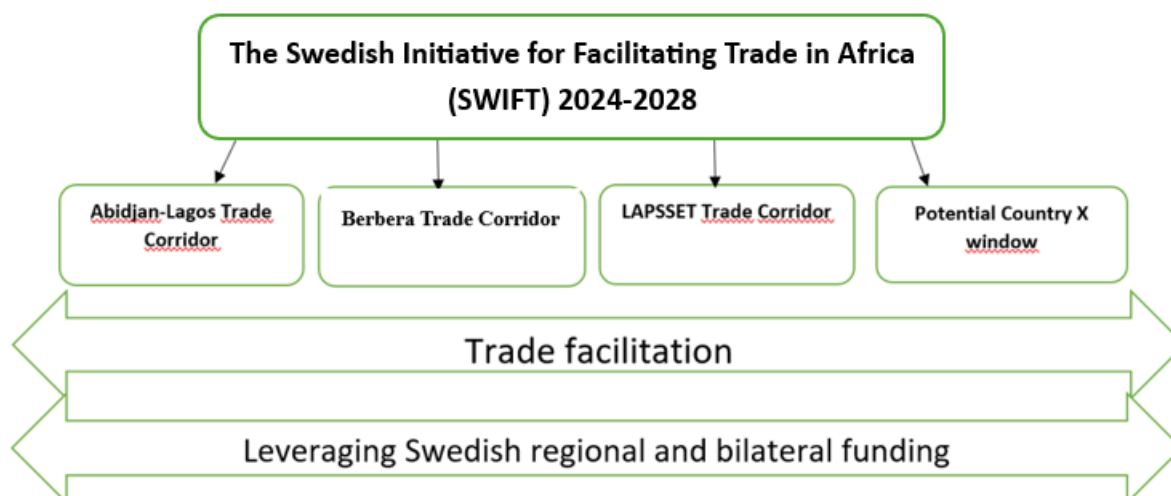 The Swedish Initiative for Facilitating Trade in Africa
(SWIFT) 2024-2028
Abidjan-Lagos Trade
Corridor
Berbera Trade Corridor
LAPSSET Trade Corridor
Potential Country X
window
Trade facilitation
Leveraging Swedish regional and bilateral funding